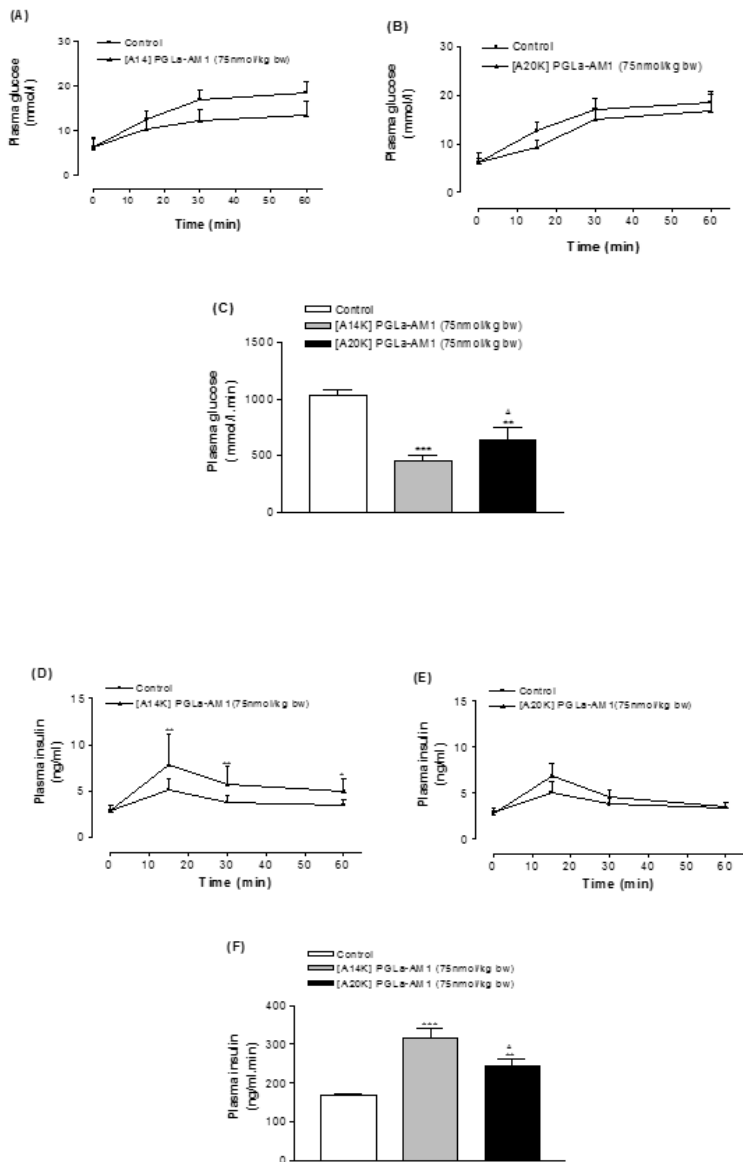 (A)
Control
[A14] PGLa-AM1 (75nmol/kg bw)
Plasma glucose
(mmol/l)
30
20
10
0
0 10 20 30 40 50 60
Time (min)
(B)
Control
[A20K] PGLa-AM1 (75nmol/kg bw)
Plasma glucose
(mmol/l)
30
20
10
0
0 10 20 30 40 50 60
Time (min)
(C)
Control
[A14K] PGLa-AM1 (75nmol/kg bw)
[A20K] PGLa-AM1 (75nmol/kg bw)
Plasma glucose
(mmol/l.min)
1500
1000
500
0
***
Δ
**
(D)
Control
[A14K] PGLa-AM1(75nmol/kg bw)
Plasma insulin
(ng/ml)
15
10
5
0
**
**
*
0 10 20 30 40 50 60
Time (min)
(E)
Control
[A20K] PGLa-AM1(75nmol/kg bw)
Plasma insulin
(ng/ml)
15
10
5
0
0 10 20 30 40 50 60
Time (min)
(F)
Control
[A14K] PGLa-AM1 (75nmol/kg bw)
[A20K] PGLa-AM1 (75nmol/kg bw)
Plasma insulin
(ng/ml.min)
400
300
200
100
0
***
Δ
**